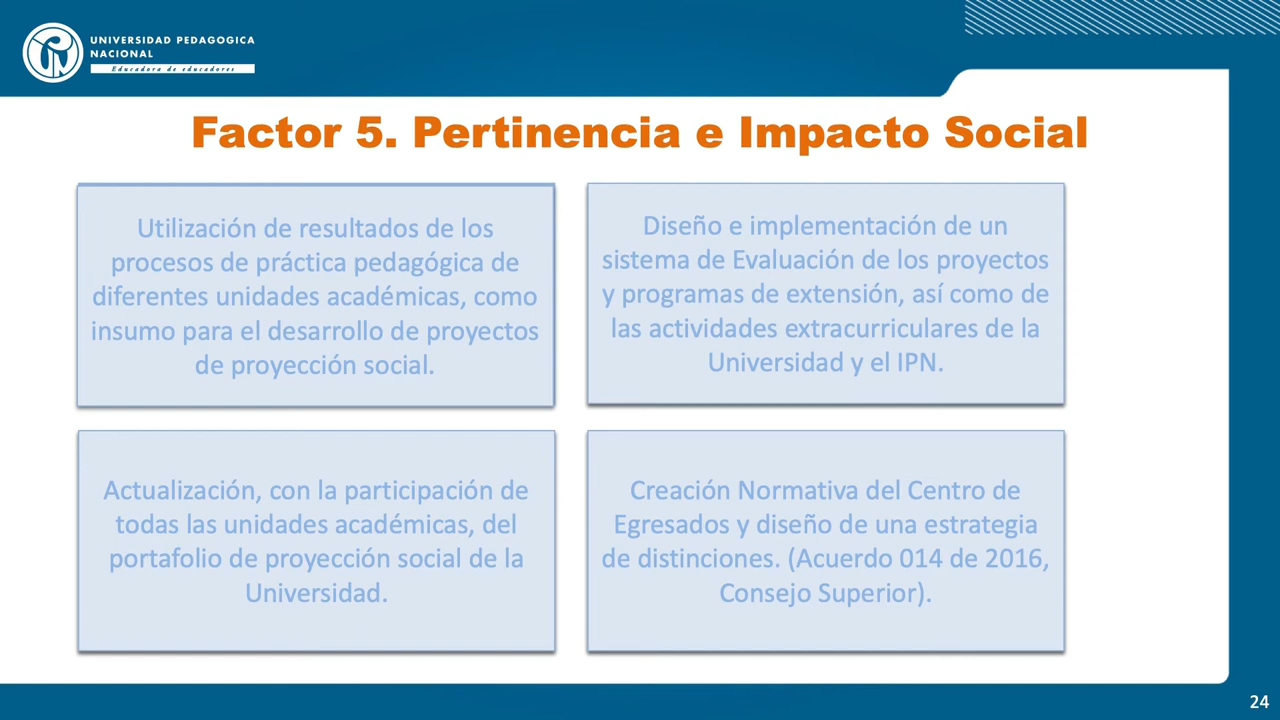 UNIVERSIDAD PEDAGOGICA
NACIONAL
Educadora de educadores
Factor 5. Pertinencia e Impacto Social
Utilización de resultados de los
procesos de práctica pedagógica de
diferentes unidades académicas, como
insumo para el desarrollo de proyectos
de proyección social.
Diseño e implementación de un
sistema de Evaluación de los proyectos
y programas de extensión, así como de
las actividades extracurriculares de la
Universidad y el IPN.
Actualización, con la participación de
todas las unidades académicas, del
portafolio de proyección social de la
Universidad.
Creación Normativa del Centro de
Egresados y diseño de una estrategia
de distinciones. (Acuerdo 014 de 2016,
Consejo Superior).
24